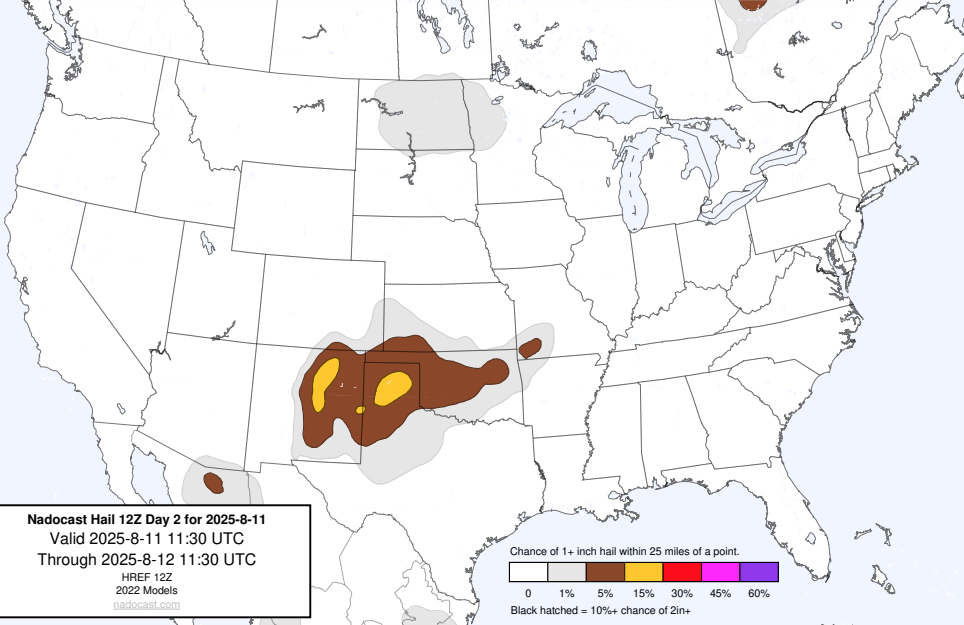 Nadocast Hail 12Z Day 2 for 2025-8-11
Valid 2025-8-11 11:30 UTC
Through 2025-8-12 11:30 UTC
HREF 12Z
2022 Models
nadocast.com
Chance of 1+ inch hail within 25 miles of a point.
0 1% 5% 15% 30% 45% 60%
Black hatched = 10%+ chance of 2in+